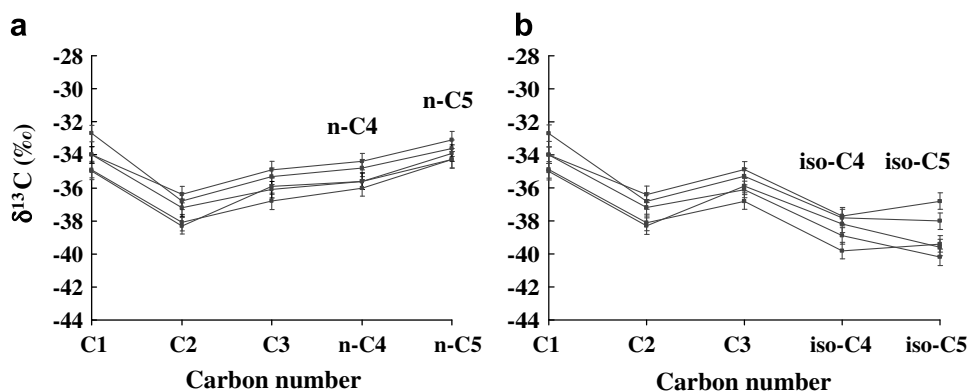 a
-28
-30
-32
-34
-36
-38
-40
-42
-44
δ¹³C (‰)
n-C4
n-C5
C1 C2 C3 n-C4 n-C5
Carbon number
b
-28
-30
-32
-34
-36
-38
-40
-42
-44
iso-C4 iso-C5
C1 C2 C3 iso-C4 iso-C5
Carbon number